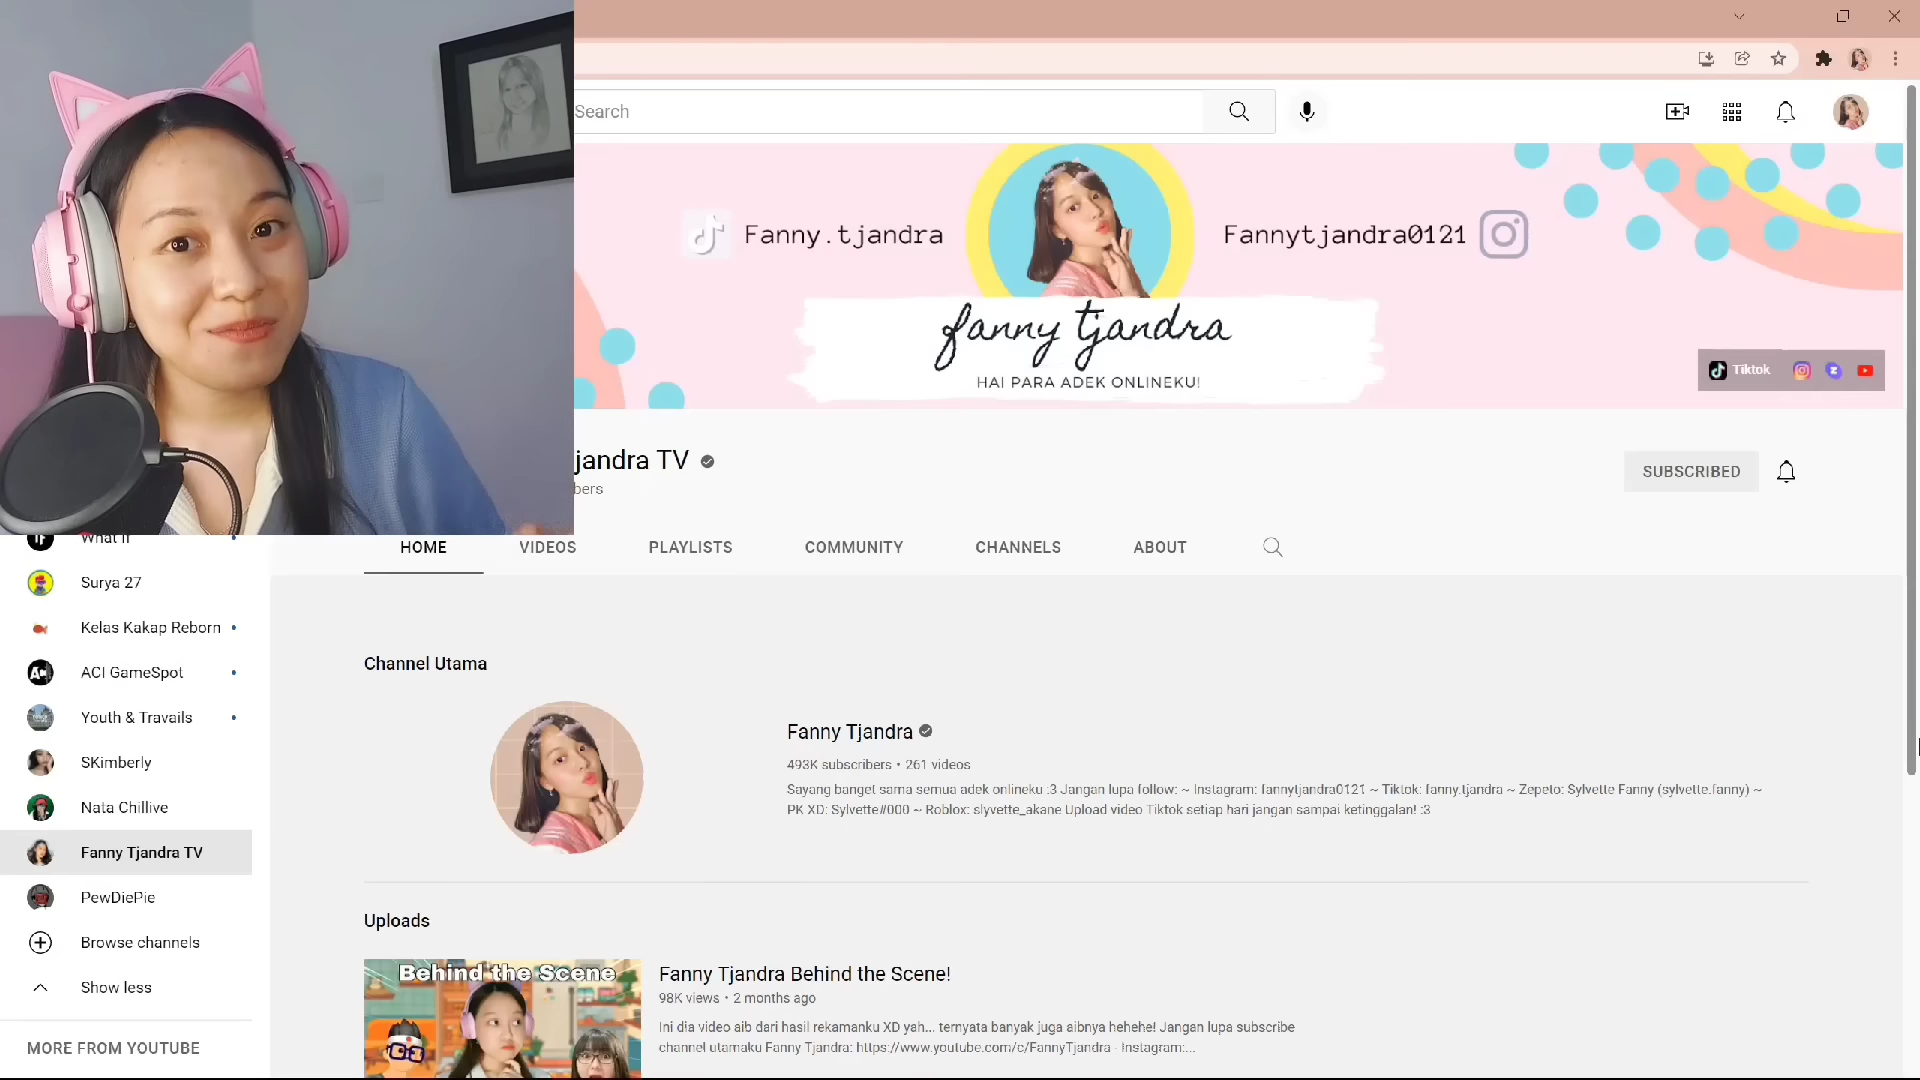 Search
Fanny.tjandra
Fannytjandra0121
fanny tjandra
HAI PARA ADEK ONLINEKU!
Tiktok
jandra TV
bers
SUBSCRIBED
HOME
VIDEOS
PLAYLISTS
COMMUNITY
CHANNELS
ABOUT
What If
Surya 27
Kelas Kakap Reborn
ACI GameSpot
Youth & Travails
SKimberly
Nata Chillive
Fanny Tjandra TV
PewDiePie
Browse channels
Show less
MORE FROM YOUTUBE
Channel Utama
Fanny Tjandra
493K subscribers • 261 videos
Sayang banget sama semua adek onlineku :3 Jangan lupa follow: ~ Instagram: fannytjandra0121 ~ Tiktok: fanny.tjandra ~ Zepeto: Sylvette Fanny (sylvette.fanny) ~
PK XD: Sylvette#000 ~ Roblox: slyvette_akane Upload video Tiktok setiap hari jangan sampai ketinggalan! :3
Uploads
Behind the Scene
Fanny Tjandra Behind the Scene!
98K views • 2 months ago
Ini dia video aib dari hasil rekamanku XD yah... ternyata banyak juga aibnya hehehe! Jangan lupa subscribe
channel utamaku Fanny Tjandra: https://www.youtube.com/c/FannyTjandra - Instagram:...